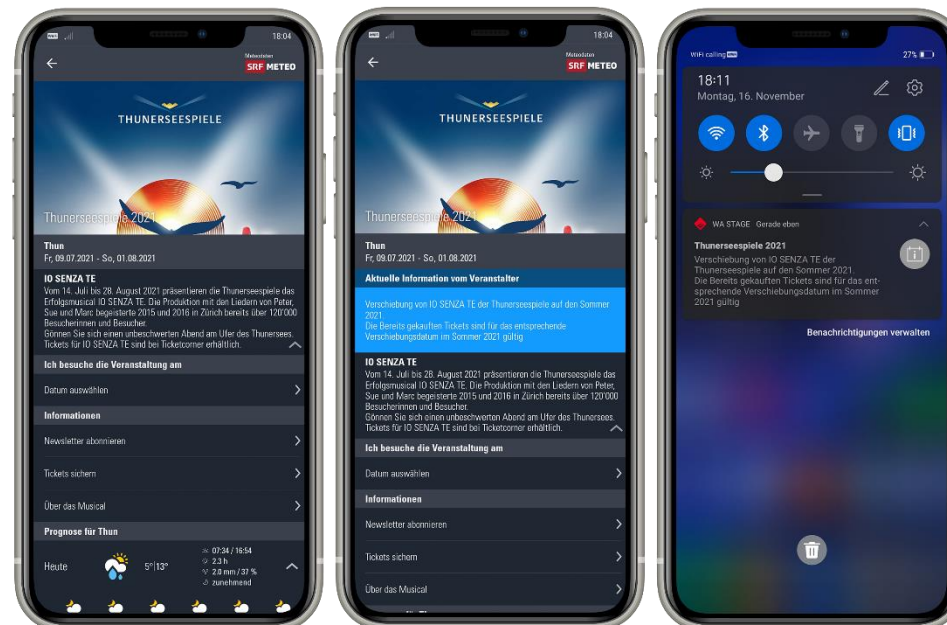 18:04
Meteodaten
SRF METEO
THUNERSEESPIELE
Thunerseespiele 2021
Thun
Fr, 09.07.2021 - So, 01.08.2021
IO SENZA TE
Vom 14. Juli bis 28. August 2021 präsentieren die Thunerseespiele das
Erfolgsmusical IO SENZA TE. Die Produktion mit den Liedern von Peter,
Sue und Marc begeisterte 2015 und 2016 in Zürich bereits über 120'000
Besucherinnen und Besucher.
Gönnen Sie sich einen unbeschwerten Abend am Ufer des Thunersees.
Tickets für IO SENZA TE sind bei Ticketcorner erhältlich.
Ich besuche die Veranstaltung am
Datum auswählen
Informationen
Newsletter abonnieren
Tickets sichern
Über das Musical
Prognose für Thun
Heute
5°|13°
07:34 / 16:54
2.3 h
2.0 mm / 37 %
zunehmend
18:04
Meteodaten
SRF METEO
THUNERSEESPIELE
Thunerseespiele 2021
Thun
Fr, 09.07.2021 - So, 01.08.2021
Aktuelle Information vom Veranstalter
Verschiebung von IO SENZA TE der Thunerseespiele auf den Sommer
2021.
Die Bereits gekauften Tickets sind für das entsprechende
Verschiebungsdatum im Sommer 2021 gültig
IO SENZA TE
Vom 14. Juli bis 28. August 2021 präsentieren die Thunerseespiele das
Erfolgsmusical IO SENZA TE. Die Produktion mit den Liedern von Peter,
Sue und Marc begeisterte 2015 und 2016 in Zürich bereits über 120'000
Besucherinnen und Besucher.
Gönnen Sie sich einen unbeschwerten Abend am Ufer des Thunersees.
Tickets für IO SENZA TE sind bei Ticketcorner erhältlich.
Ich besuche die Veranstaltung am
Datum auswählen
Informationen
Newsletter abonnieren
Tickets sichern
Über das Musical
WiFi calling
27%
18:11
Montag, 16. November
WA STAGE Gerade eben
Thunerseespiele 2021
Verschiebung von IO SENZA TE der
Thunerseespiele auf den Sommer 2021.
Die Bereits gekauften Tickets sind für das ent-
sprechende Verschiebungsdatum im Sommer
2021 gültig
Benachrichtigungen verwalten